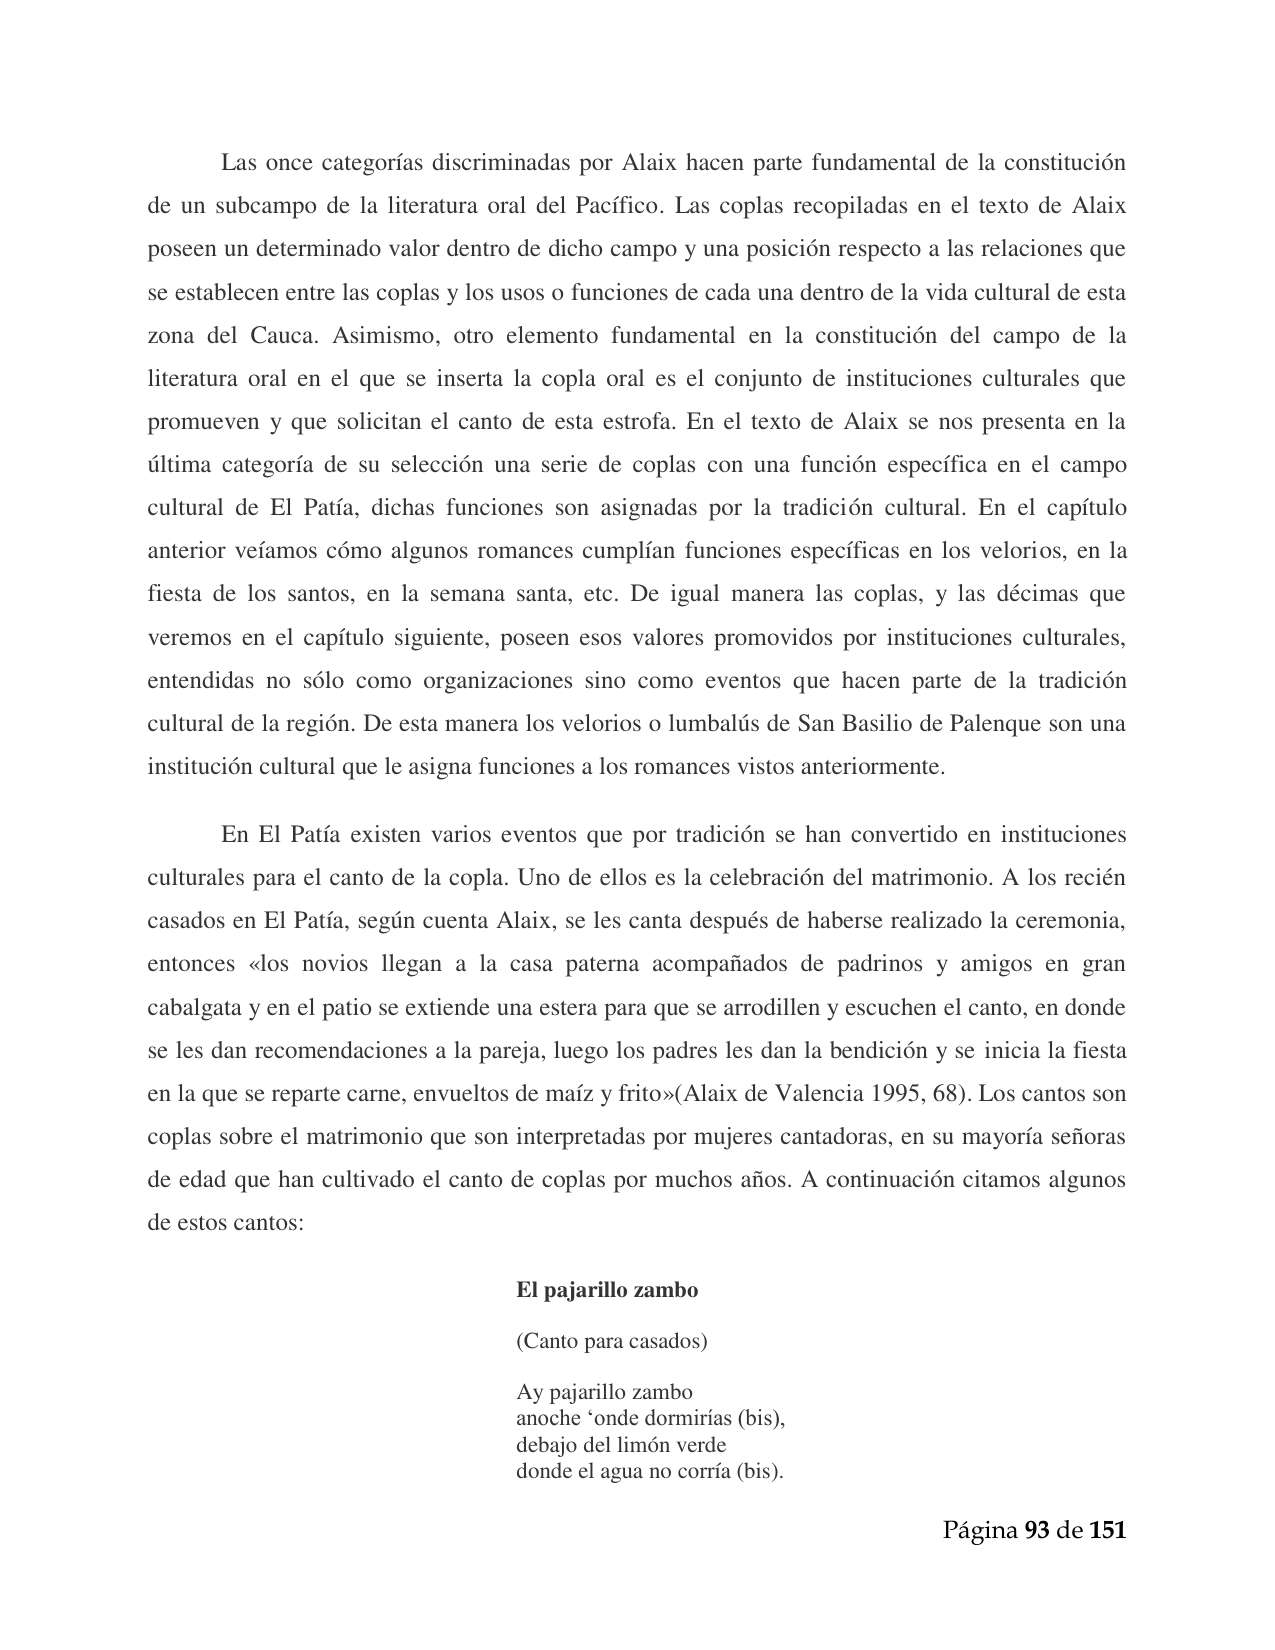 Las once categorías discriminadas por Alaix hacen parte fundamental de la constitución
de un subcampo de la literatura oral del Pacífico. Las coplas recopiladas en el texto de Alaix
poseen un determinado valor dentro de dicho campo y una posición respecto a las relaciones que
se establecen entre las coplas y los usos o funciones de cada una dentro de la vida cultural de esta
zona del Cauca. Asimismo, otro elemento fundamental en la constitución del campo de la
literatura oral en el que se inserta la copla oral es el conjunto de instituciones culturales que
promueven y que solicitan el canto de esta estrofa. En el texto de Alaix se nos presenta en la
última categoría de su selección una serie de coplas con una función específica en el campo
cultural de El Patía, dichas funciones son asignadas por la tradición cultural. En el capítulo
anterior veíamos cómo algunos romances cumplían funciones específicas en los velorios, en la
fiesta de los santos, en la semana santa, etc. De igual manera las coplas, y las décimas que
veremos en el capítulo siguiente, poseen esos valores promovidos por instituciones culturales,
entendidas no sólo como organizaciones sino como eventos que hacen parte de la tradición
cultural de la región. De esta manera los velorios o lumbalús de San Basilio de Palenque son una
institución cultural que le asigna funciones a los romances vistos anteriormente.
En El Patía existen varios eventos que por tradición se han convertido en instituciones
culturales para el canto de la copla. Uno de ellos es la celebración del matrimonio. A los recién
casados en El Patía, según cuenta Alaix, se les canta después de haberse realizado la ceremonia,
entonces «los novios llegan a la casa paterna acompañados de padrinos y amigos en gran
cabalgata y en el patio se extiende una estera para que se arrodillen y escuchen el canto, en donde
se les dan recomendaciones a la pareja, luego los padres les dan la bendición y se inicia la fiesta
en la que se reparte carne, envueltos de maíz y frito»(Alaix de Valencia 1995, 68). Los cantos son
coplas sobre el matrimonio que son interpretadas por mujeres cantadoras, en su mayoría señoras
de edad que han cultivado el canto de coplas por muchos años. A continuación citamos algunos
de estos cantos:
El pajarillo zambo
(Canto para casados)
Ay pajarillo zambo
anoche ‘onde dormirías (bis),
debajo del limón verde
donde el agua no corría (bis).
Página 93 de 151